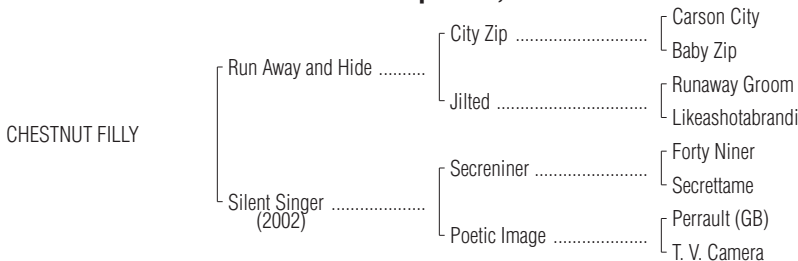 Carson City
City Zip ............................
Baby Zip
Run Away and Hide ..........
Runaway Groom
Jilted ................................
Likeashotabrandi
CHESTNUT FILLY
Forty Niner
Secreniner ........................
Secrettame
Silent Singer ....................
(2002)
Perrault (GB)
Poetic Image ....................
T. V. Camera